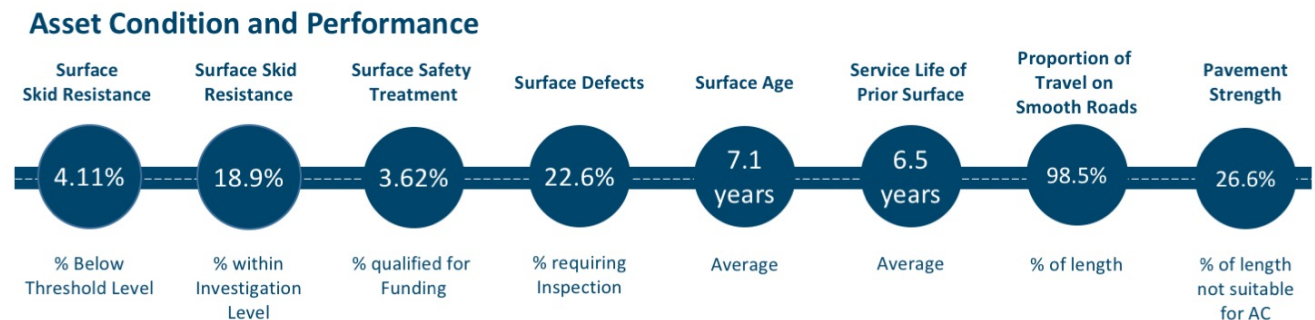 Asset Condition and Performance
Surface
Skid Resistance
4.11%
% Below
Threshold Level
Surface Skid
Resistance
18.9%
% within
Investigation
Level
Surface Safety
Treatment
3.62%
% qualified for
Funding
Surface Defects
22.6%
% requiring
Inspection
Surface Age
7.1
years
Average
Service Life of
Prior Surface
6.5
years
Average
Proportion of
Travel on
Smooth Roads
98.5%
% of length
Pavement
Strength
26.6%
% of length
not suitable
for AC